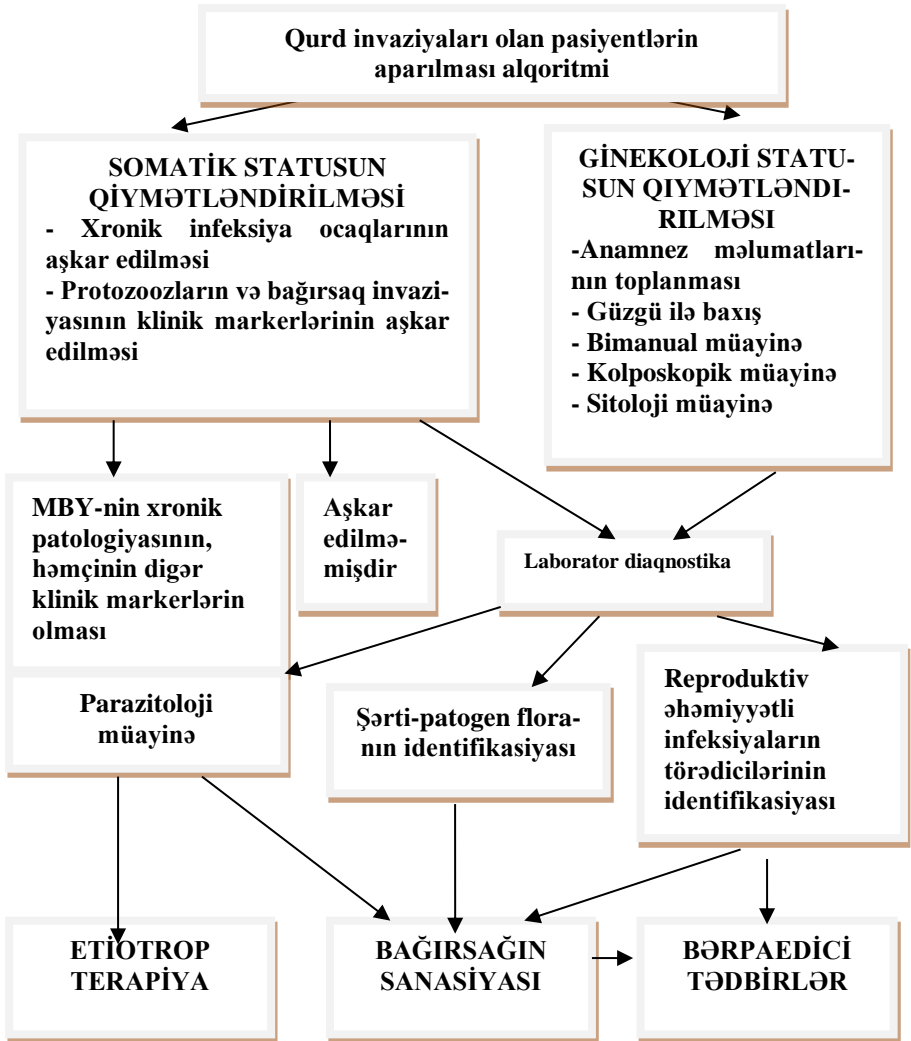 Qurd invaziyaları olan pasiyentlərin
aparılması alqoritmi
SOMATİK STATUSUN
QİYMƏTLƏNDİRİLMƏSİ
- Xronik infeksiya ocaqlarının
aşkar edilməsi
- Protozoozların və bağırsaq invazi-
yasının klinik markerlərinin aşkar
edilməsi
GİNEKOLOJİ STATU-
SUN QIYMƏTLƏNDI-
RILMƏSI
-Anamnez məlumatları-
nın toplanması
- Güzgü ilə baxış
- Bimanual müayinə
- Kolposkopik müayinə
- Sitoloji müayinə
MBY-nin xronik
patologiyasının,
həmçinin digər
klinik markerlərin
olması
Aşkar
edilmə-
mişdir
Laborator diaqnostika
Parazitoloji
müayinə
Şərti-patogen flora-
nın identifikasiyası
Reproduktiv
əhəmiyyətli
infeksiyaların
törədicilərinin
identifikasiyası
ETİOTROP
TERAPİYA
BAĞIRSAĞIN
SANASİYASI
BƏRPAEDİCİ
TƏDBİRLƏR